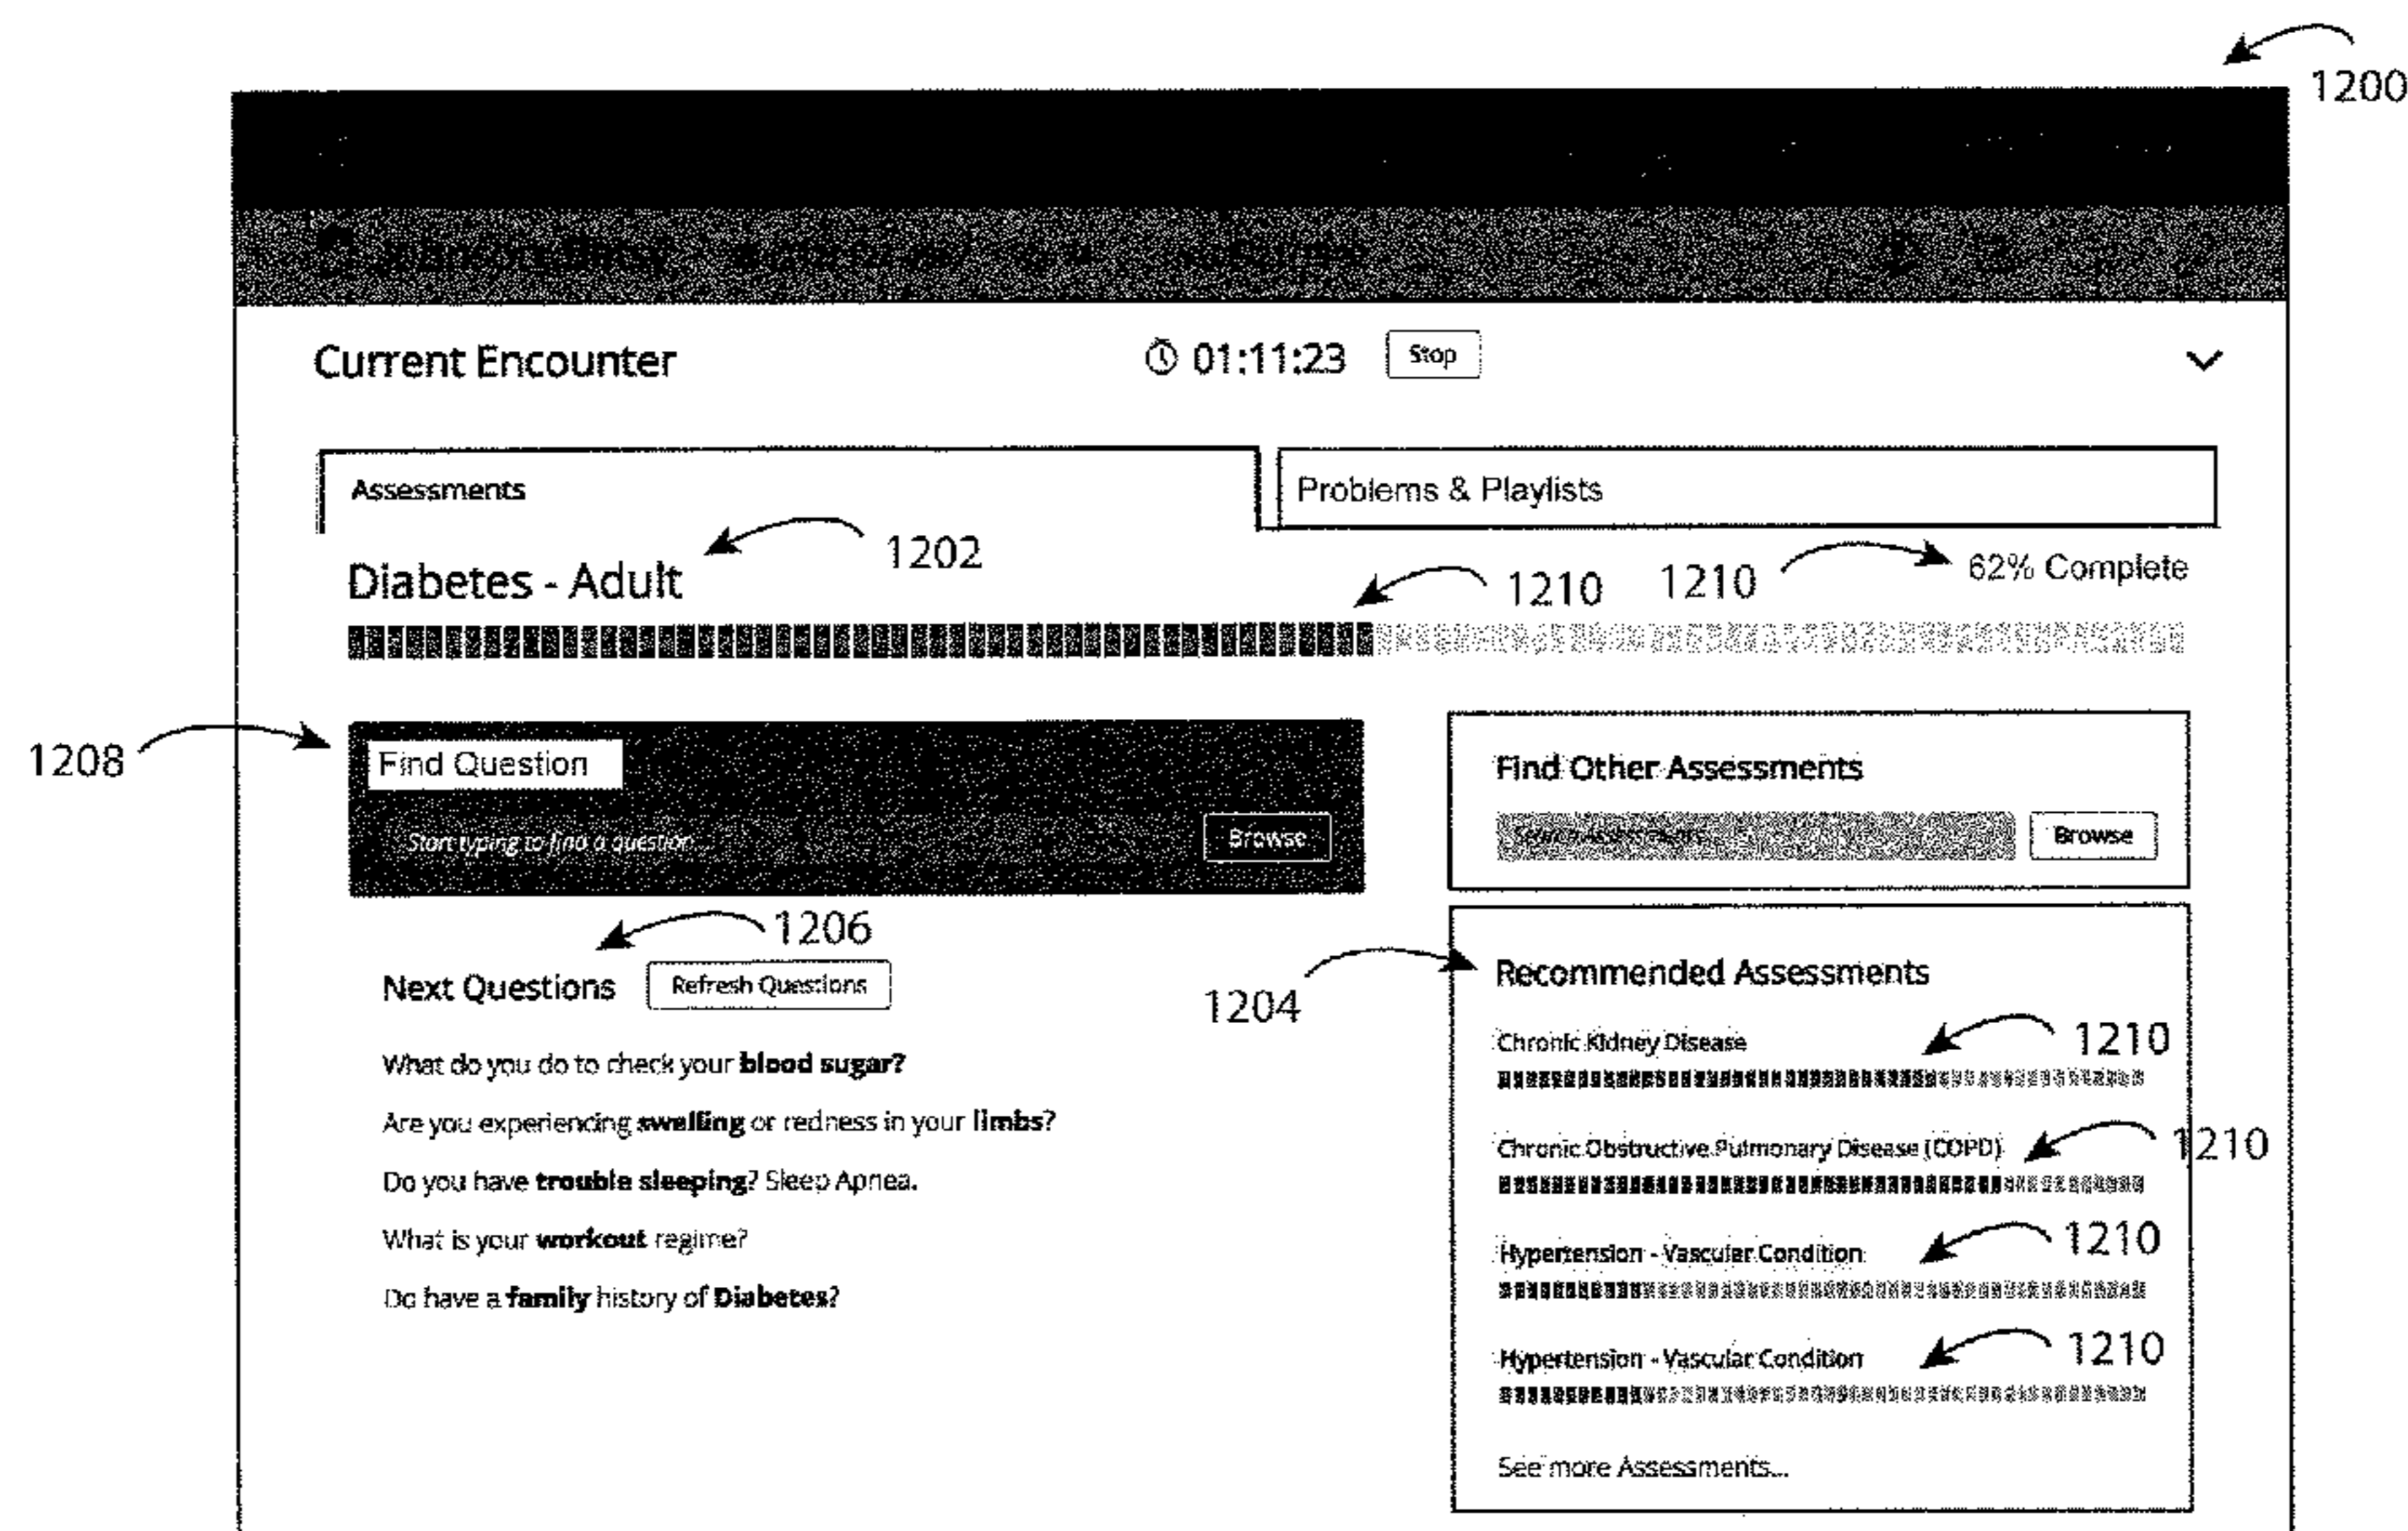 1200
Current Encounter 01:11:23 Stop
Assessments Problems & Playlists
1202
Diabetes - Adult 1210 1210 62% Complete
1208
Find Question
Start typing to find a question
Browse
Find Other Assessments
Browse
1206
Next Questions Refresh Questions
What do you do to check your blood sugar?
Are you experiencing swelling or redness in your limbs?
Do you have trouble sleeping? Sleep Apnea.
What is your workout regime?
Do have a family history of Diabetes?
1204
Recommended Assessments
Chronic Kidney Disease 1210
Chronic Obstructive Pulmonary Disease (COPD) 1210
Hypertension - Vascular Condition 1210
Hypertension - Vascular Condition 1210
See more Assessments...